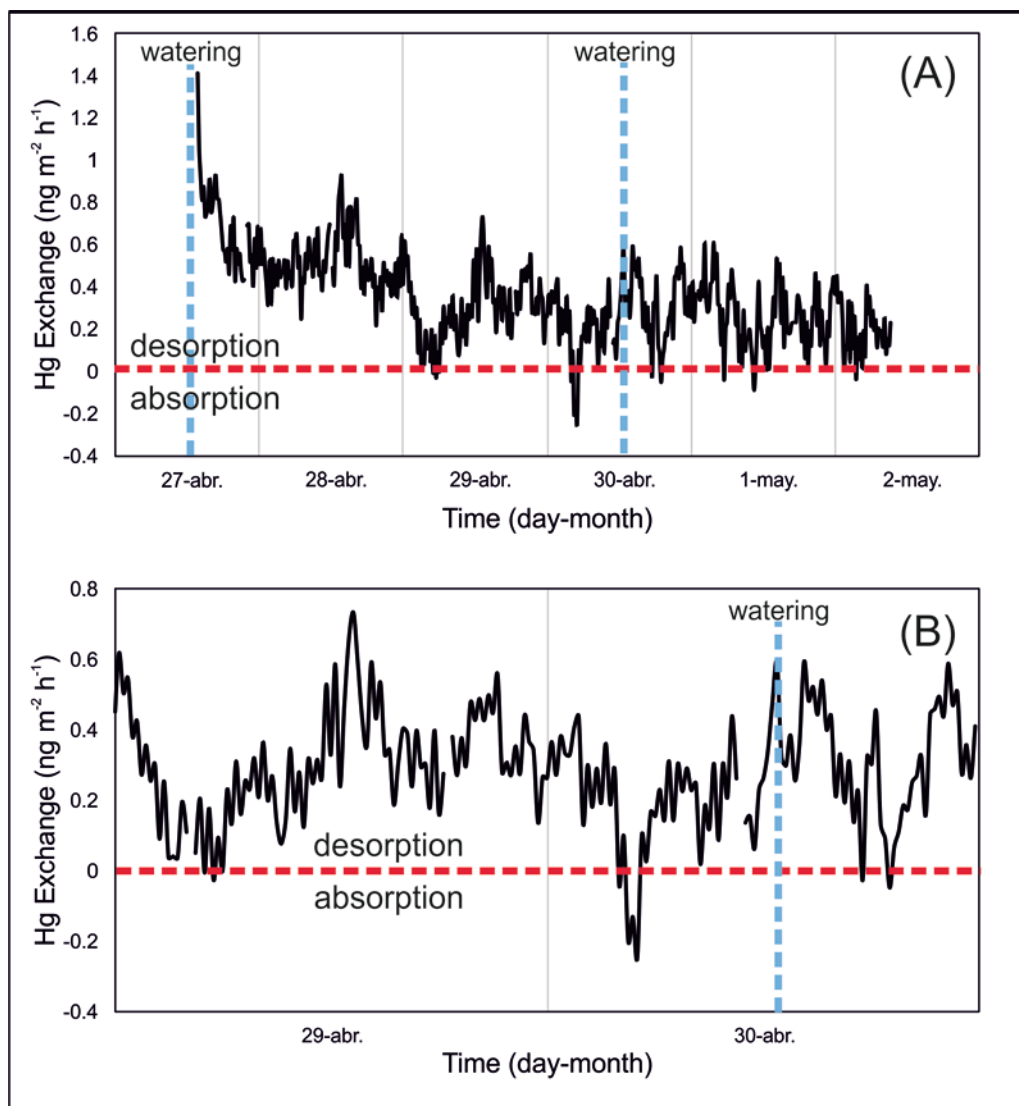 1.6
watering
watering
(A)
1.4
1.2
1
0.8
0.6
0.4
0.2
desorption
0
absorption
-0.2
-0.4
Hg Exchange (ng m⁻² h⁻¹)
27-abr.
28-abr.
29-abr.
30-abr.
1-may.
2-may.
Time (day-month)
0.8
watering
(B)
0.6
0.4
0.2
desorption
0
absorption
-0.2
-0.4
Hg Exchange (ng m⁻² h⁻¹)
29-abr.
30-abr.
Time (day-month)